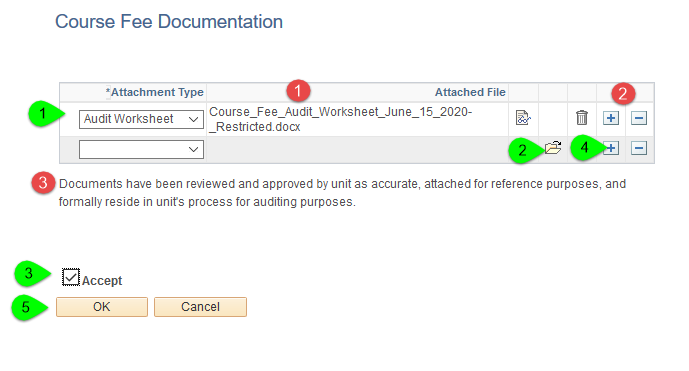 Course Fee Documentation
*Attachment Type 1 Attached File 2
1 Audit Worksheet Course_Fee_Audit_Worksheet_June_15_2020-
_Restricted.docx
2 4
3 Documents have been reviewed and approved by unit as accurate, attached for reference purposes, and
formally reside in unit's process for auditing purposes.
3 Accept
5 OK Cancel